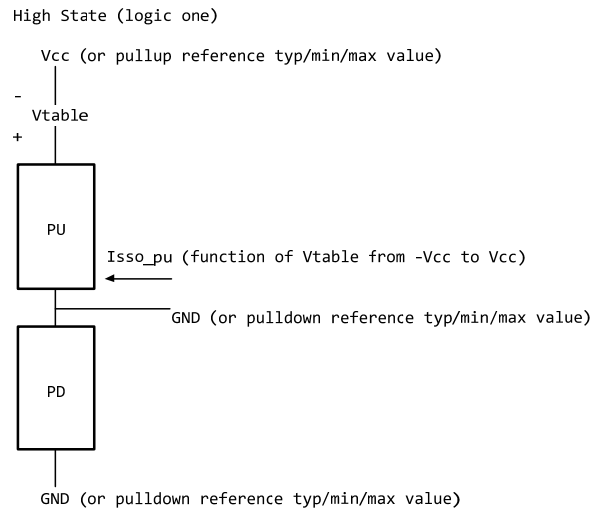 High State (logic one)
Vcc (or pullup reference typ/min/max value)
-
Vtable
+
PU
Isso_pu (function of Vtable from -Vcc to Vcc)
GND (or pulldown reference typ/min/max value)
PD
GND (or pulldown reference typ/min/max value)